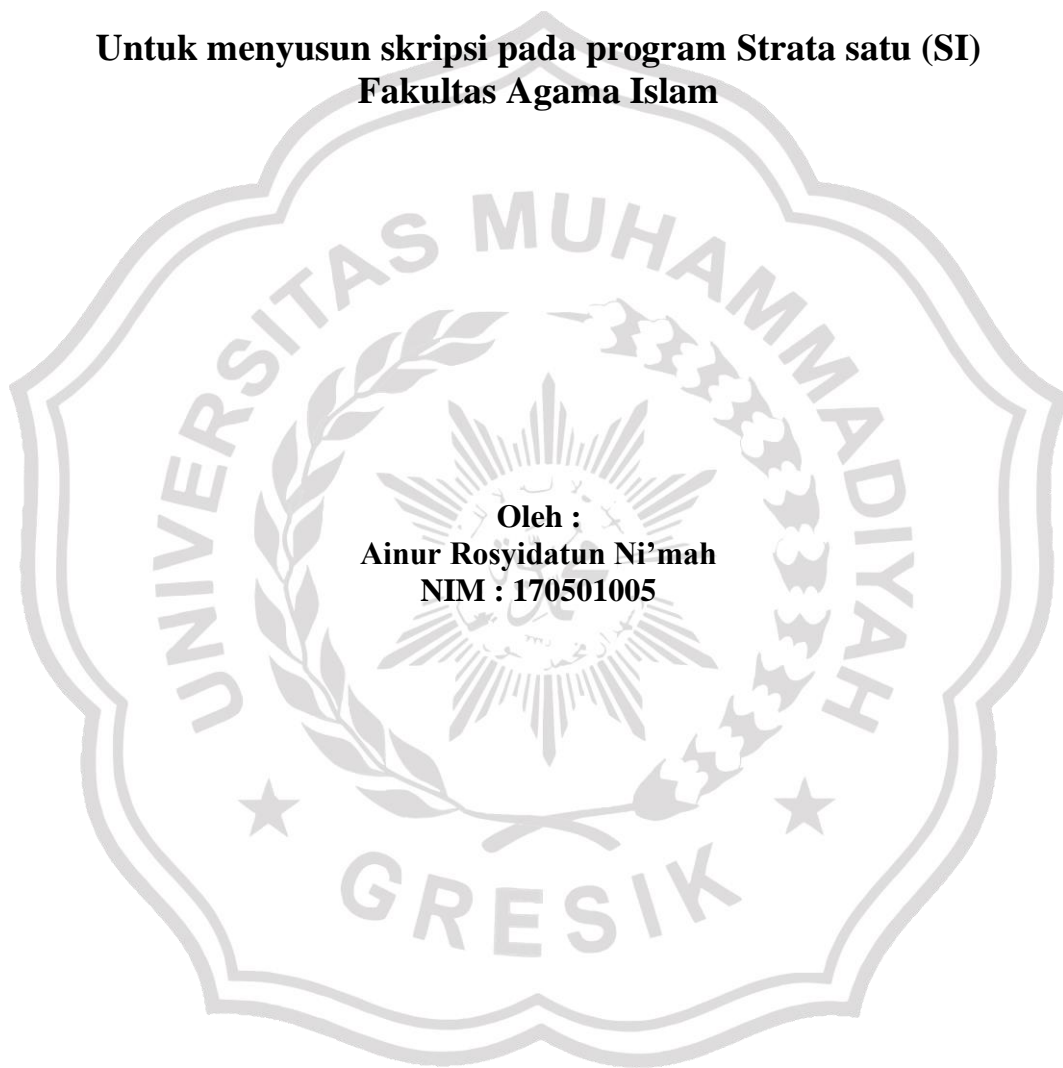 Untuk menyusun skripsi pada program Strata satu (SI)
Fakultas Agama Islam
UNIVERSITAS MUHAMMADIYAH
Oleh :
Ainur Rosyidatun Ni’mah
NIM : 170501005
GRESIK